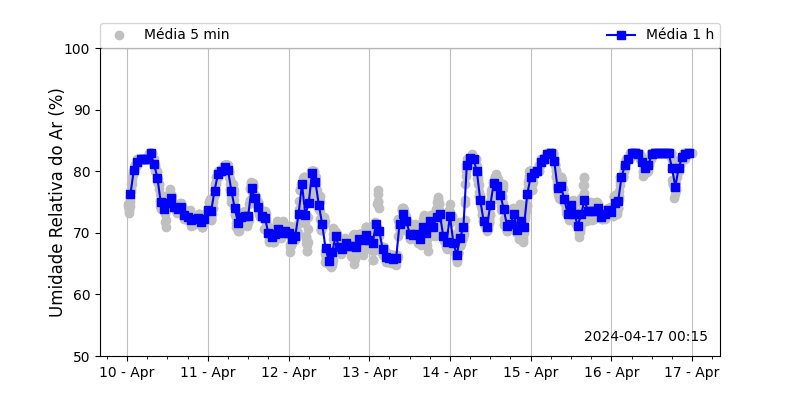 Média 5 min
Média 1 h
Umidade Relativa do Ar (%)
100
90
80
70
60
50
2024-04-17 00:15
10 - Apr
11 - Apr
12 - Apr
13 - Apr
14 - Apr
15 - Apr
16 - Apr
17 - Apr